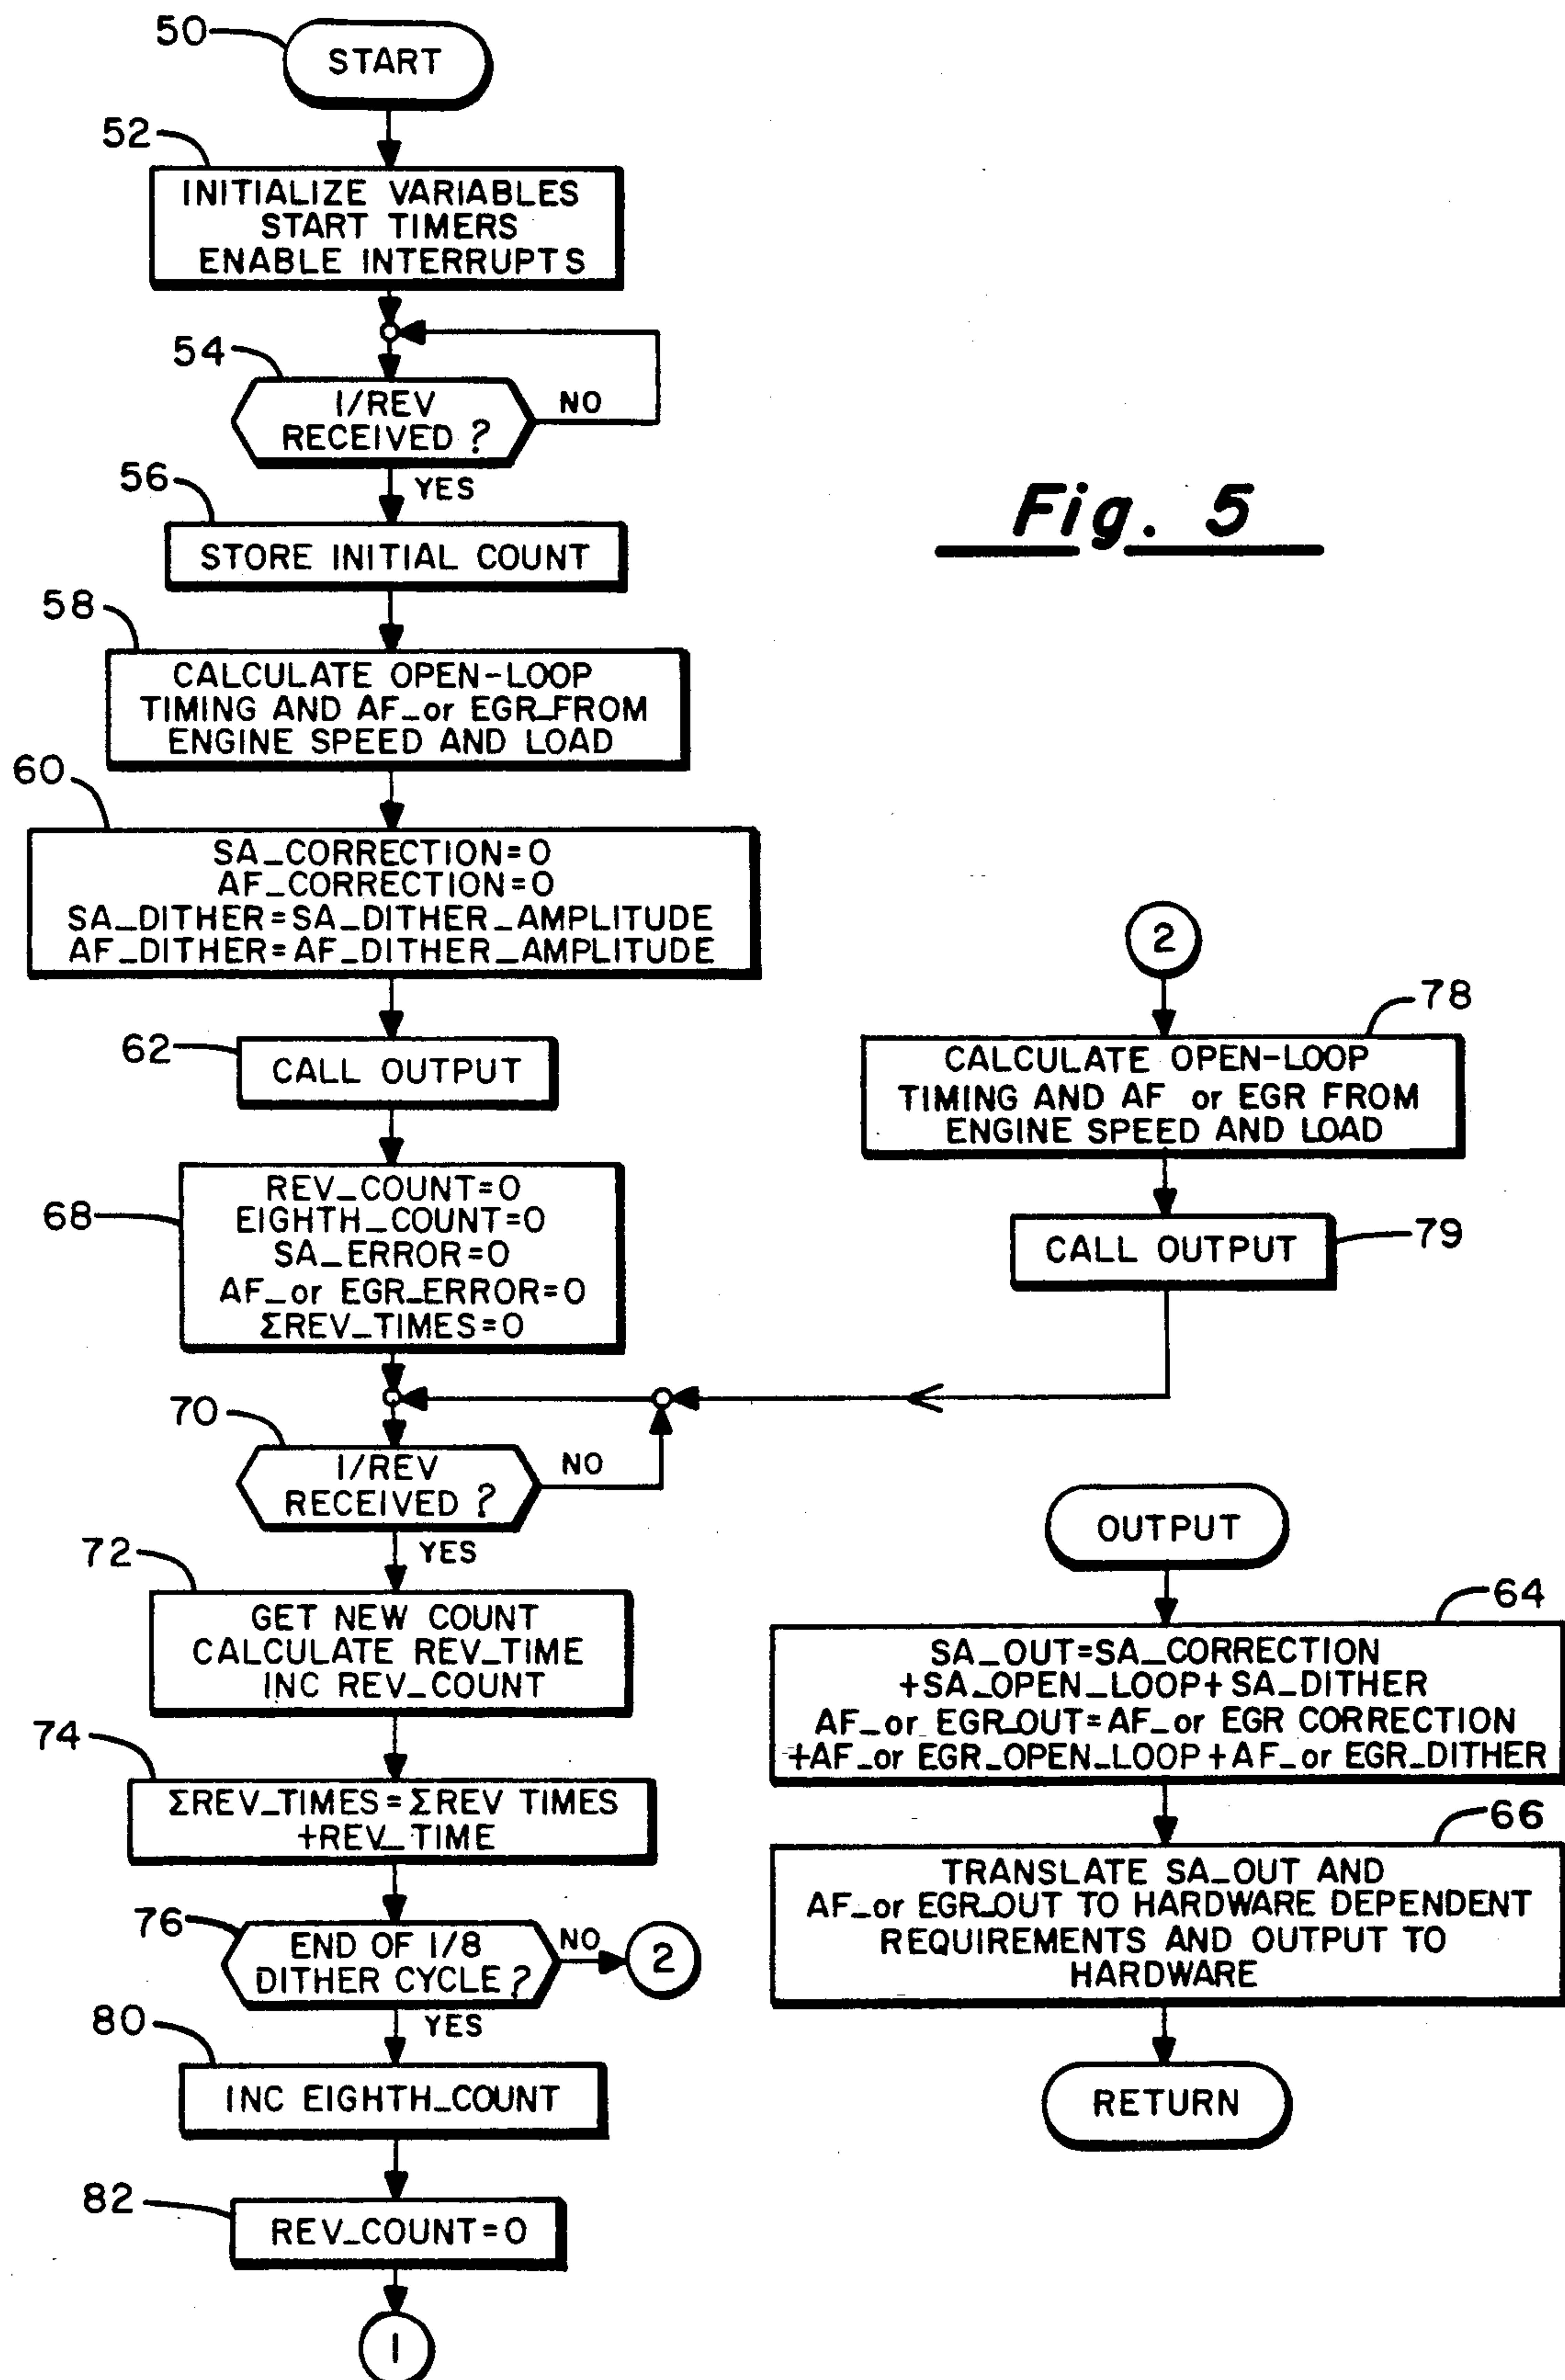 50
START
52
INITIALIZE VARIABLES
START TIMERS
ENABLE INTERRUPTS
54
1/REV
RECEIVED ?
NO
YES
56
STORE INITIAL COUNT
Fig. 5
58
CALCULATE OPEN-LOOP
TIMING AND AF_or EGR_FROM
ENGINE SPEED AND LOAD
60
SA_CORRECTION=0
AF_CORRECTION=0
SA_DITHER=SA_DITHER_AMPLITUDE
AF_DITHER=AF_DITHER_AMPLITUDE
62
CALL OUTPUT
68
REV_COUNT=0
EIGHTH_COUNT=0
SA_ERROR=0
AF_or EGR_ERROR=0
ΣREV_TIMES=0
70
1/REV
RECEIVED ?
NO
YES
72
GET NEW COUNT
CALCULATE REV_TIME
INC REV_COUNT
74
ΣREV_TIMES=ΣREV TIMES
+REV_TIME
76
END OF 1/8
DITHER CYCLE ?
NO
2
YES
80
INC EIGHTH_COUNT
82
REV_COUNT=0
1
2
78
CALCULATE OPEN-LOOP
TIMING AND AF or EGR FROM
ENGINE SPEED AND LOAD
CALL OUTPUT
79
OUTPUT
64
SA_OUT=SA_CORRECTION
+SA_OPEN_LOOP+SA_DITHER
AF_or EGR_OUT=AF_or EGR CORRECTION
+AF_or EGR_OPEN_LOOP+AF_or EGR_DITHER
66
TRANSLATE SA_OUT AND
AF_or EGR_OUT TO HARDWARE DEPENDENT
REQUIREMENTS AND OUTPUT TO
HARDWARE
RETURN